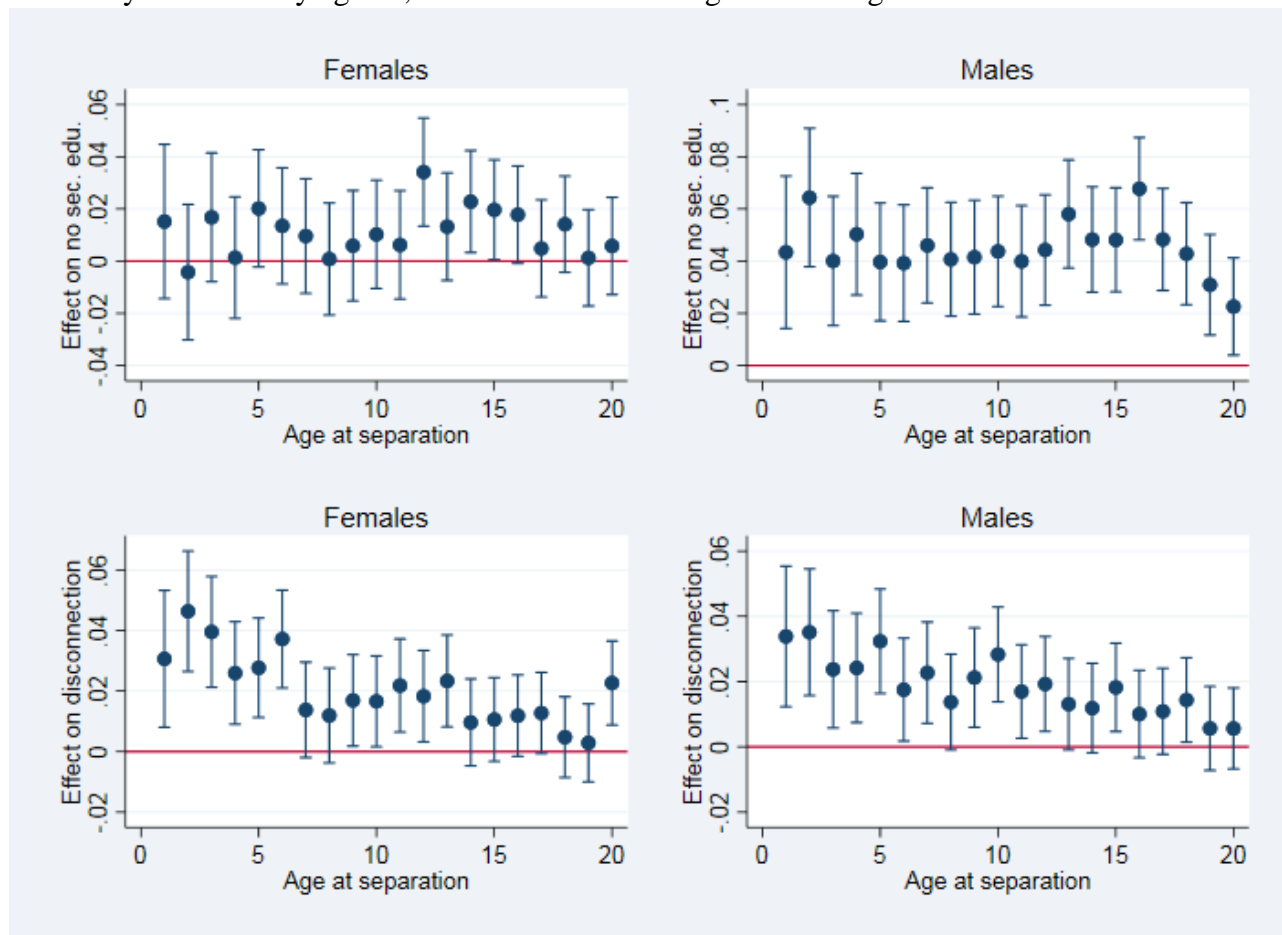 Females
Effect on no sec. edu.
.06
.04
.02
0
-.02
-.04
0 5 10 15 20
Age at separation
Males
Effect on no sec. edu.
.1
.08
.06
.04
.02
0
0 5 10 15 20
Age at separation
Females
Effect on disconnection
.06
.04
.02
0
-.02
0 5 10 15 20
Age at separation
Males
Effect on disconnection
.06
.04
.02
0
-.02
0 5 10 15 20
Age at separation